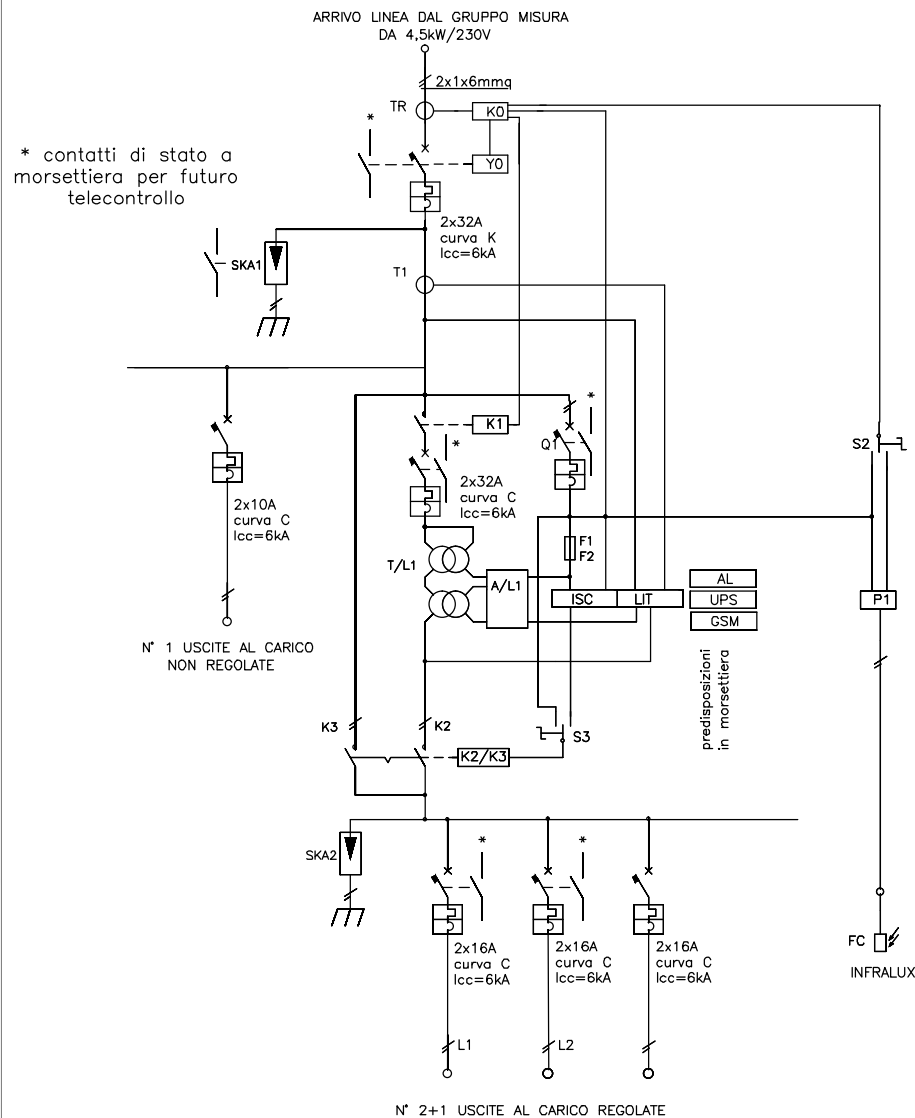 ARRIVO LINEA DAL GRUPPO MISURA
DA 4,5kW/230V
2x1x6mmq
TR
K0
*
* contatti di stato a
morsettiera per futuro
telecontrollo
Y0
2x32A
curva K
Icc=6kA
SKA1
T1
*
K1
*
Q1
S2
2x32A
curva C
Icc=6kA
2x10A
curva C
Icc=6kA
F1
F2
T/L1
A/L1
ISC
LIT
AL
UPS
GSM
P1
N° 1 USCITE AL CARICO
NON REGOLATE
predisposizioni
in morsettiera
K3
K2
S3
K2/K3
*
*
SKA2
2x16A
curva C
Icc=6kA
2x16A
curva C
Icc=6kA
2x16A
curva C
Icc=6kA
FC
INFRALUX
L1
L2
N° 2+1 USCITE AL CARICO REGOLATE